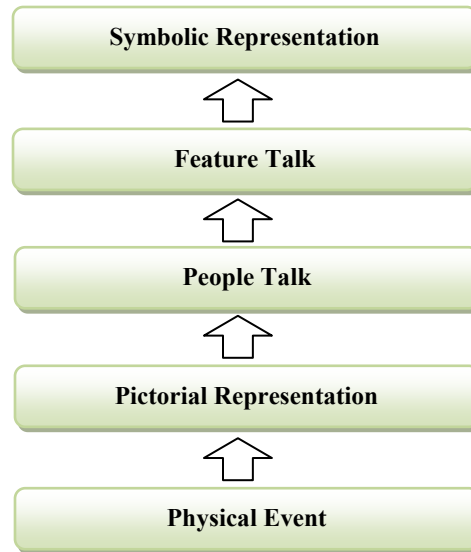 Symbolic Representation
Feature Talk
People Talk
Pictorial Representation
Physical Event